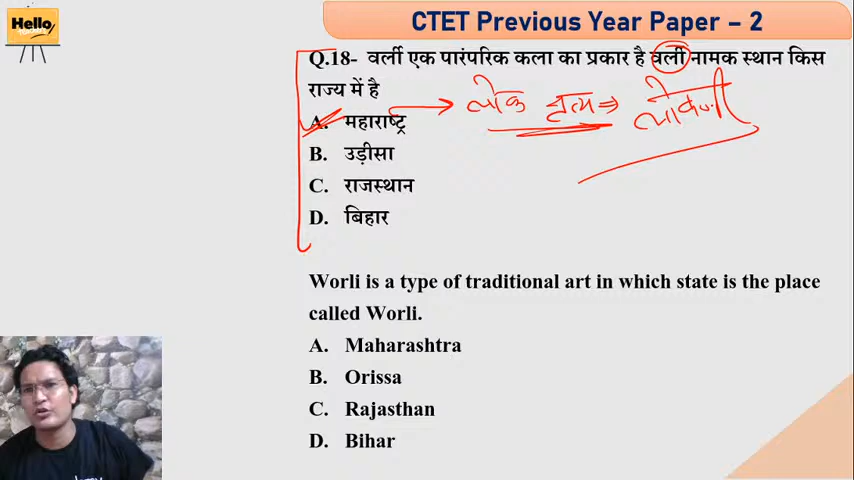 Hello
CTET Previous Year Paper – 2
Q.18- वर्ली एक पारंपरिक कला का प्रकार है वर्ली नामक स्थान किस
राज्य में है
लोक नृत्य ⇒ लावणी
A. महाराष्ट्र
B. उड़ीसा
C. राजस्थान
D. बिहार
Worli is a type of traditional art in which state is the place
called Worli.
A. Maharashtra
B. Orissa
C. Rajasthan
D. Bihar